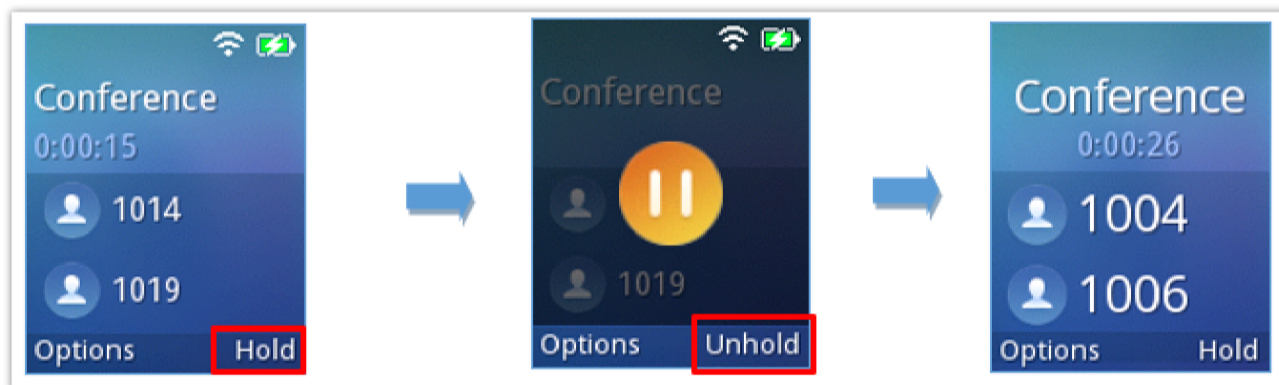 Conference
0:00:15
1014
1019
Options Hold
Conference
1019
Options Unhold
Conference
0:00:26
1004
1006
Options Hold